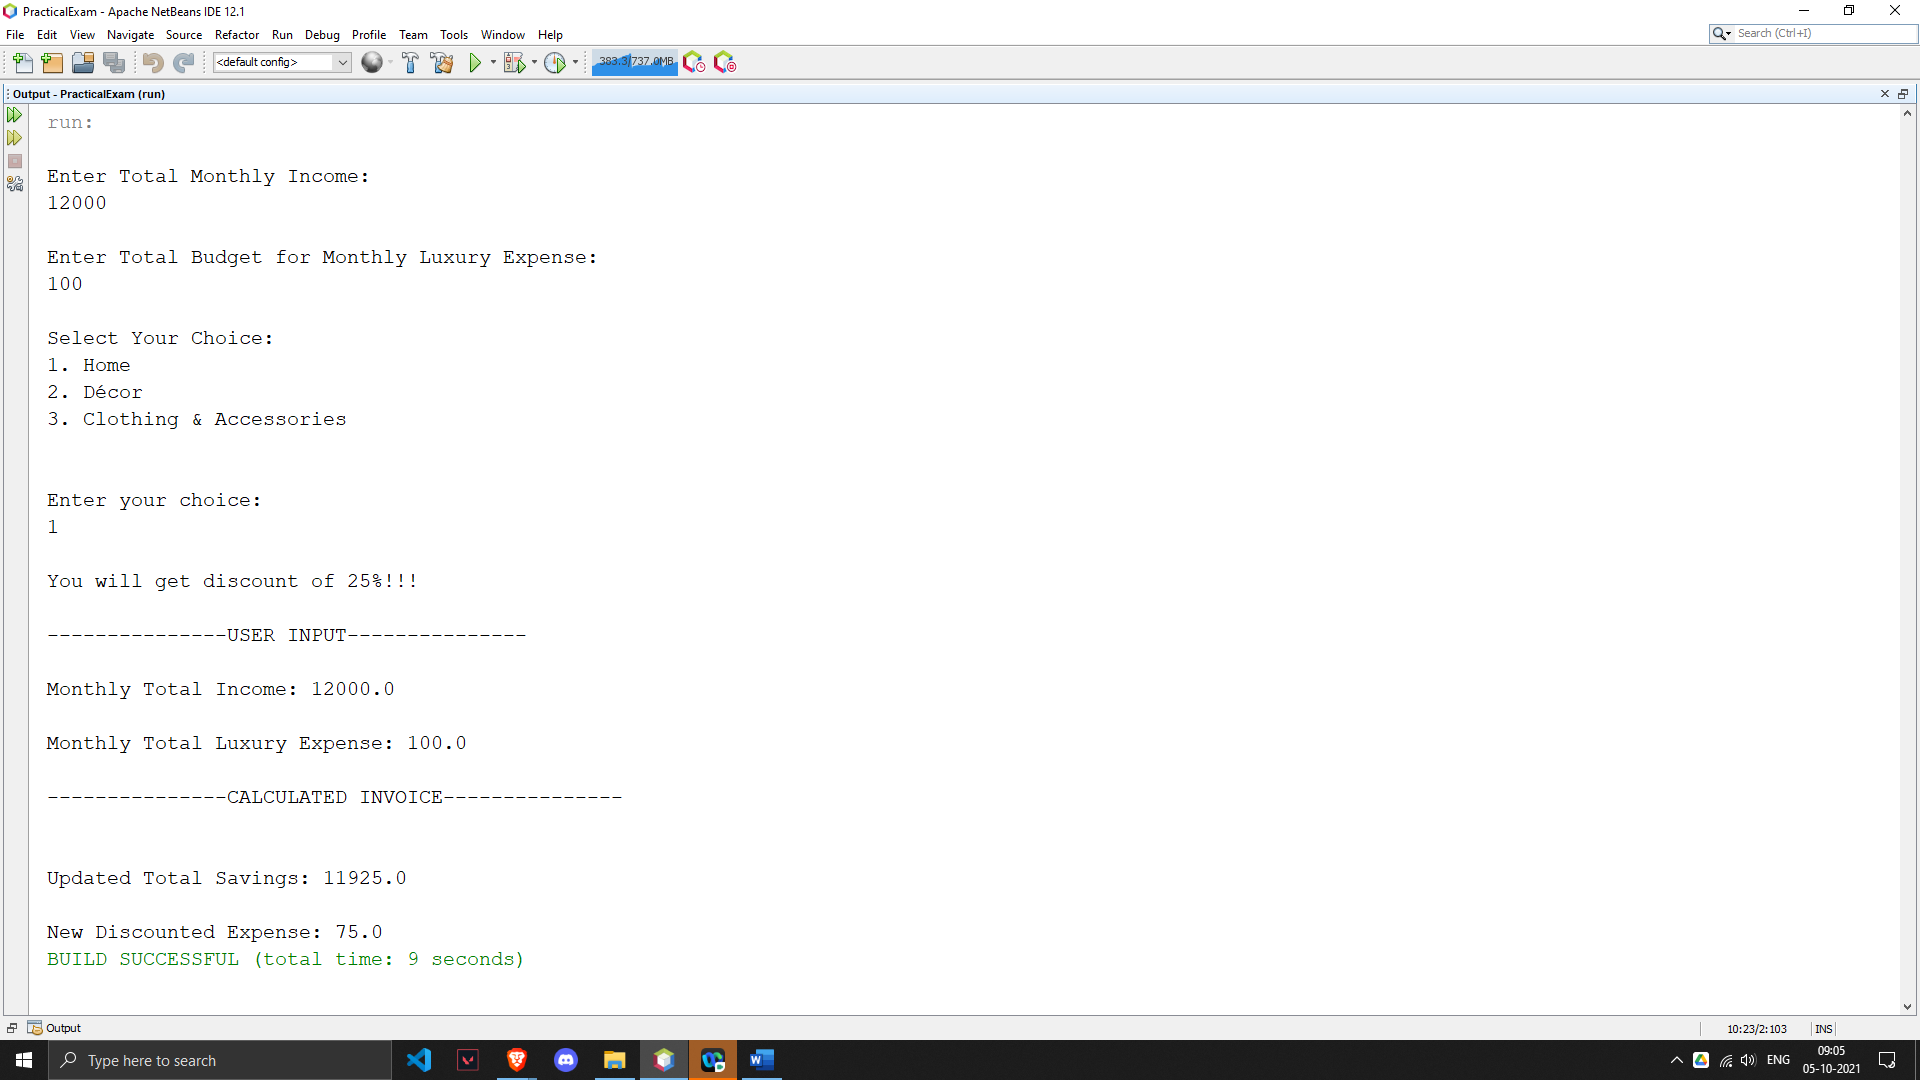 PracticalExam - Apache NetBeans IDE 12.1
File Edit View Navigate Source Refactor Run Debug Profile Team Tools Window Help
Search (Ctrl+I)
<default config>
383.3/737.0MB
Output - PracticalExam (run)
run:
Enter Total Monthly Income:
12000
Enter Total Budget for Monthly Luxury Expense:
100
Select Your Choice:
1. Home
2. Décor
3. Clothing & Accessories
Enter your choice:
1
You will get discount of 25%!!!
---------------USER INPUT---------------
Monthly Total Income: 12000.0
Monthly Total Luxury Expense: 100.0
---------------CALCULATED INVOICE---------------
Updated Total Savings: 11925.0
New Discounted Expense: 75.0
BUILD SUCCESSFUL (total time: 9 seconds)
Output
10:23/2:103 INS
Type here to search
ENG
09:05
05-10-2021